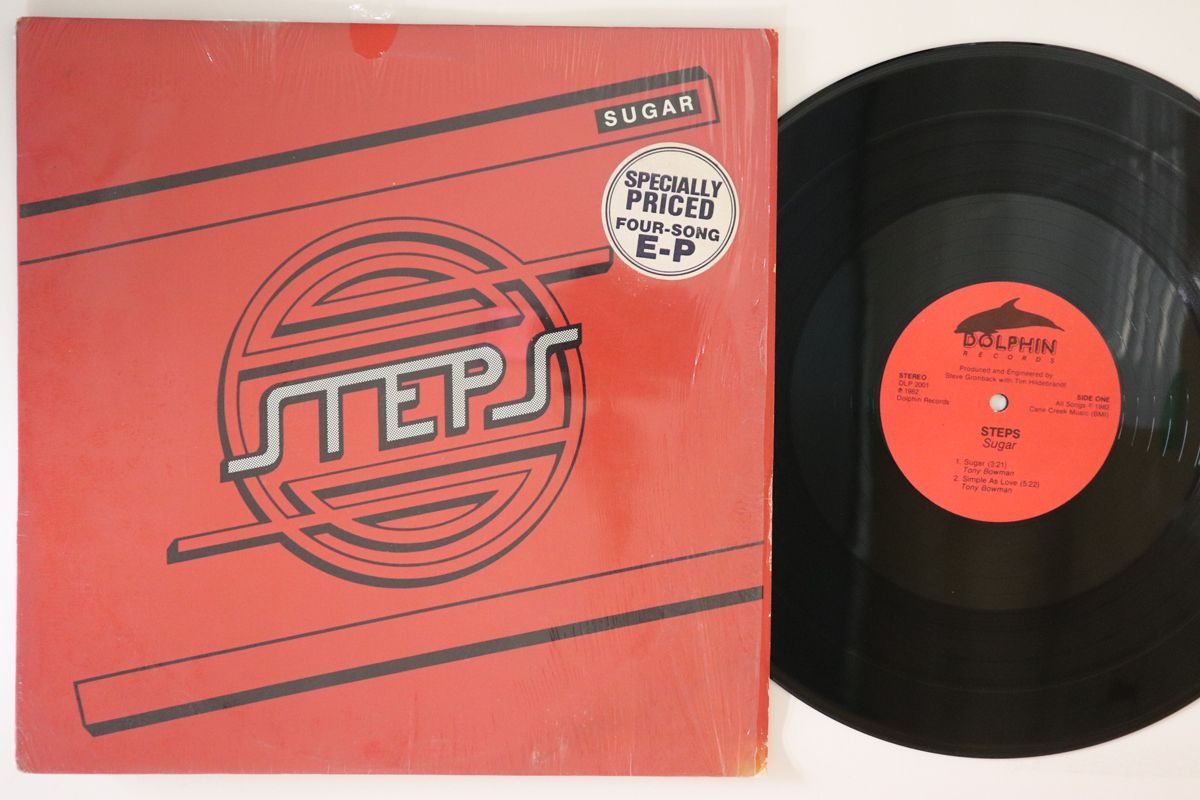 SUGAR
SPECIALLY
PRICED
FOUR-SONG
E-P
STEPS
DOLPHIN
RECORDS
Produced and Engineered by
Steve Gronback with Tim Hildebrandt
STEREO
DLP 2001
℗ 1982
Dolphin Records
SIDE ONE
All Songs © 1982
Cane Creek Music (BMI)
STEPS
Sugar
1. Sugar (3:21)
Tony Bowman
2. Simple As Love (5:22)
Tony Bowman